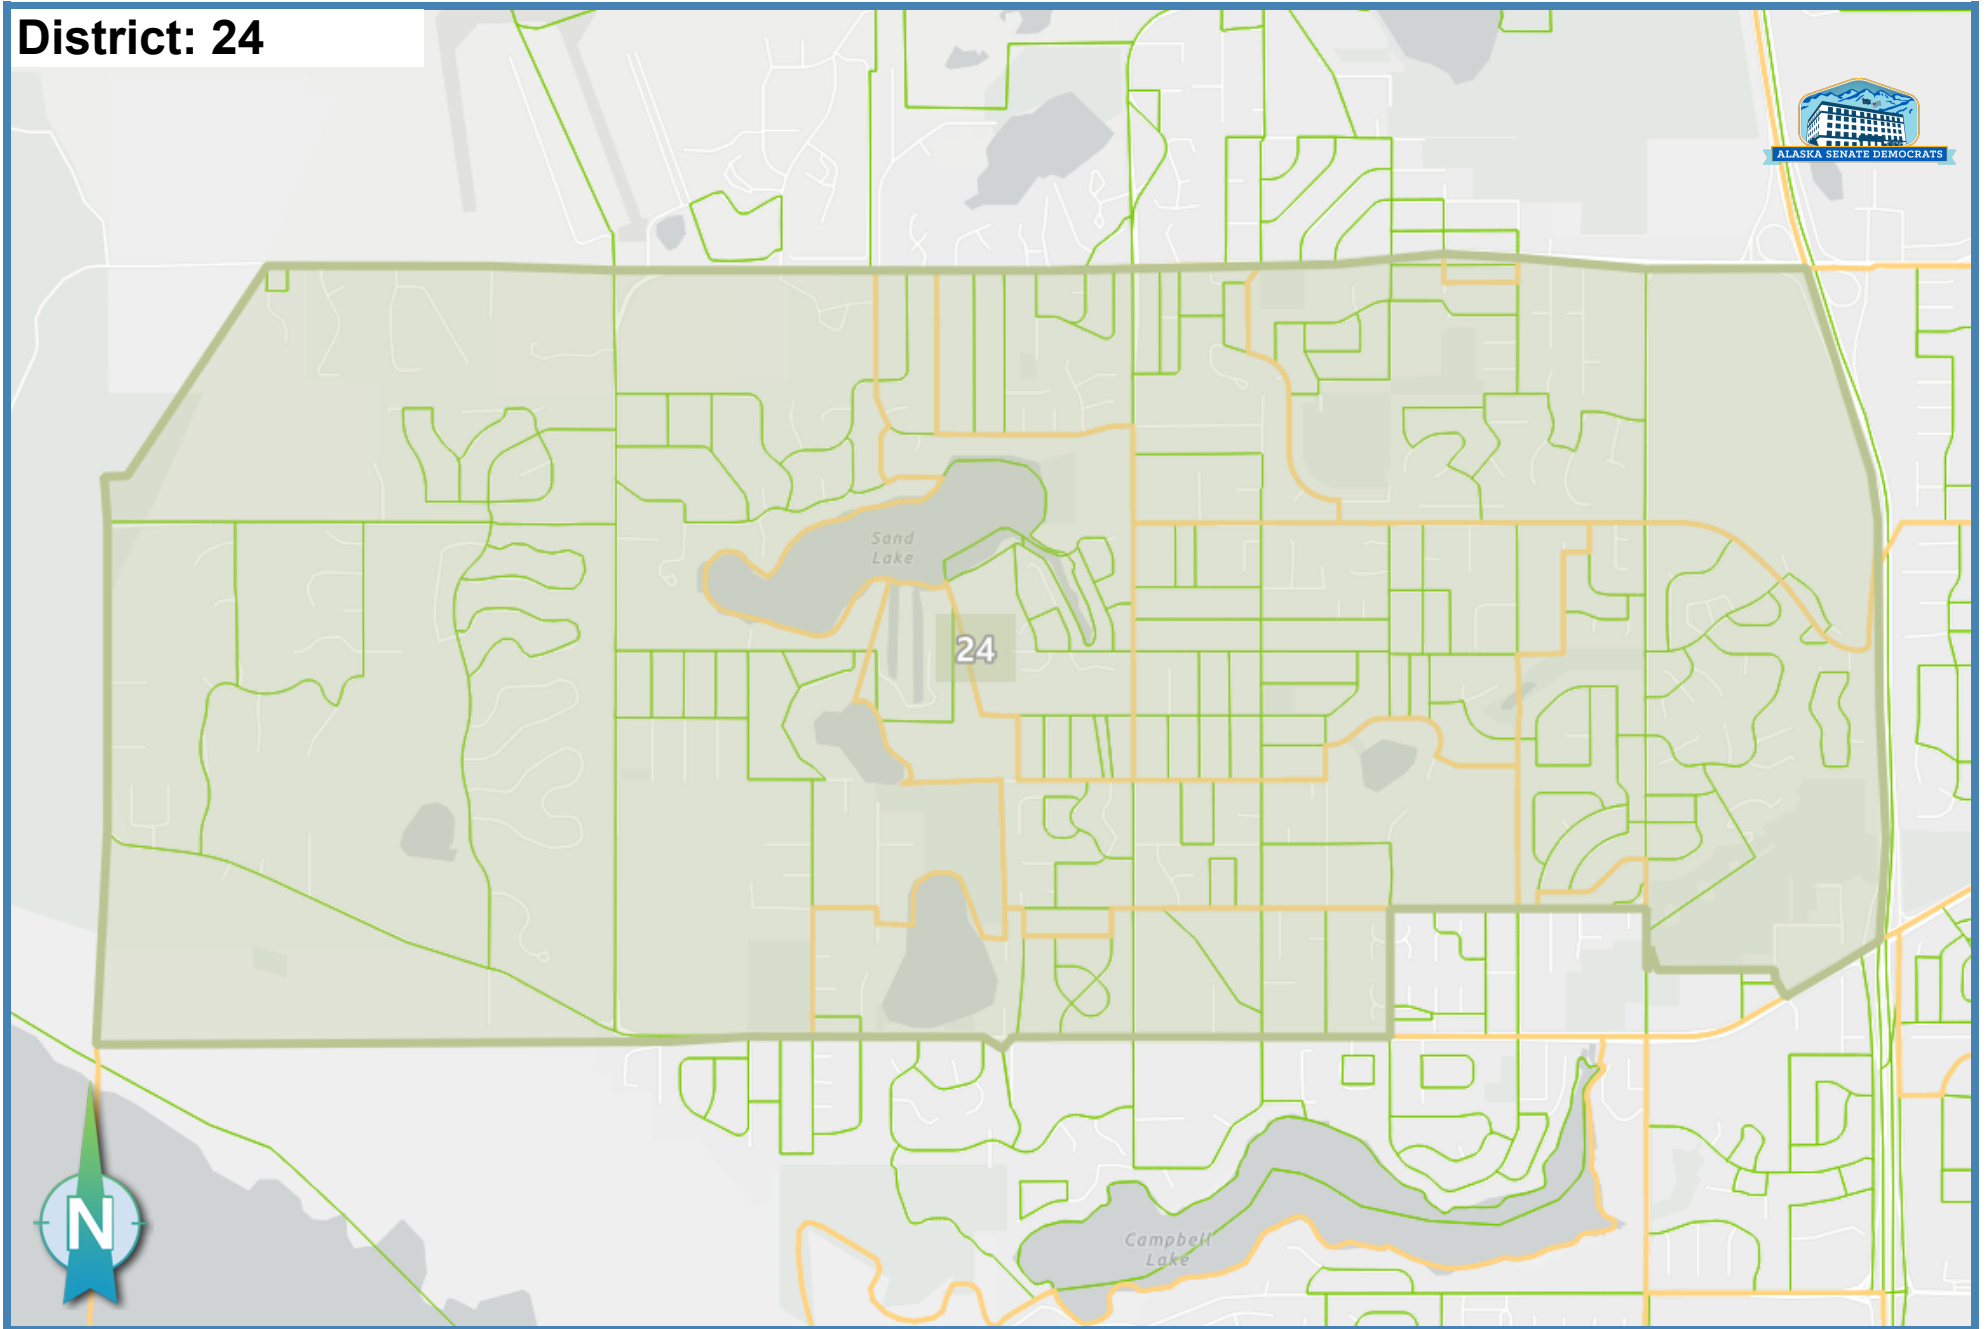 District: 24
ALASKA SENATE DEMOCRATS
Sand
Lake
24
N
Campbell
Lake